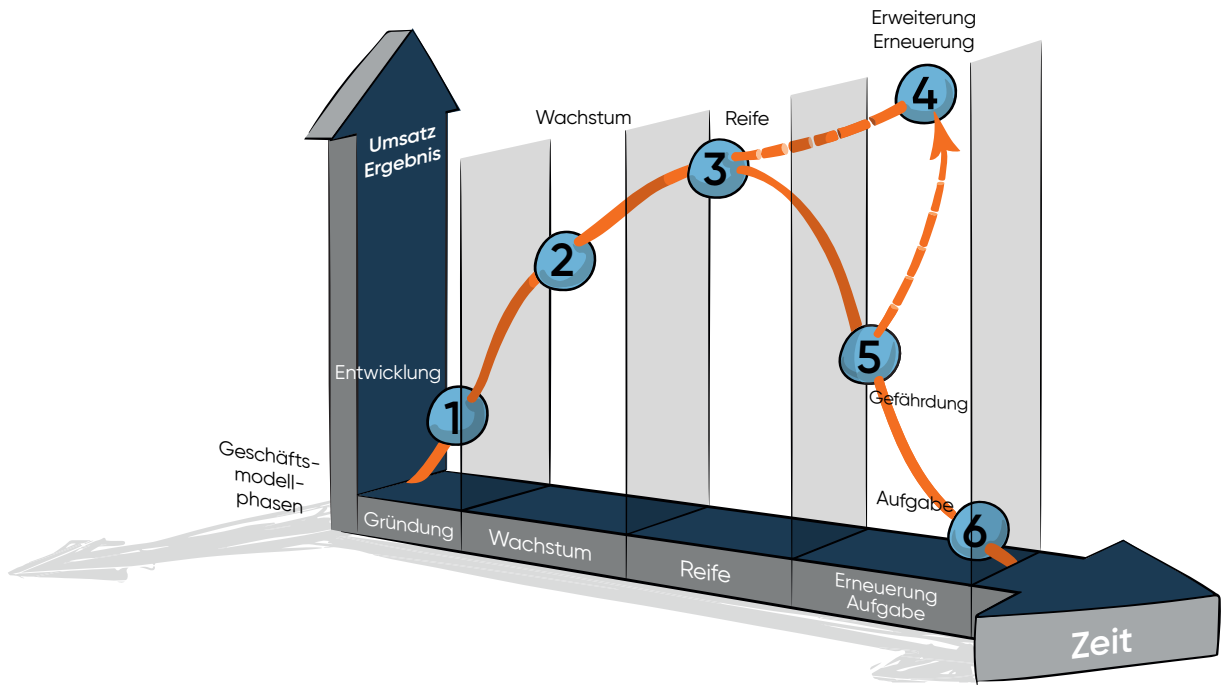 Erweiterung
Erneuerung
4
Wachstum
Reife
Umsatz
Ergebnis
3
2
5
Entwicklung
Gefährdung
1
Geschäfts-
modell-
phasen
Aufgabe
6
Gründung
Wachstum
Reife
Erneuerung
Aufgabe
Zeit